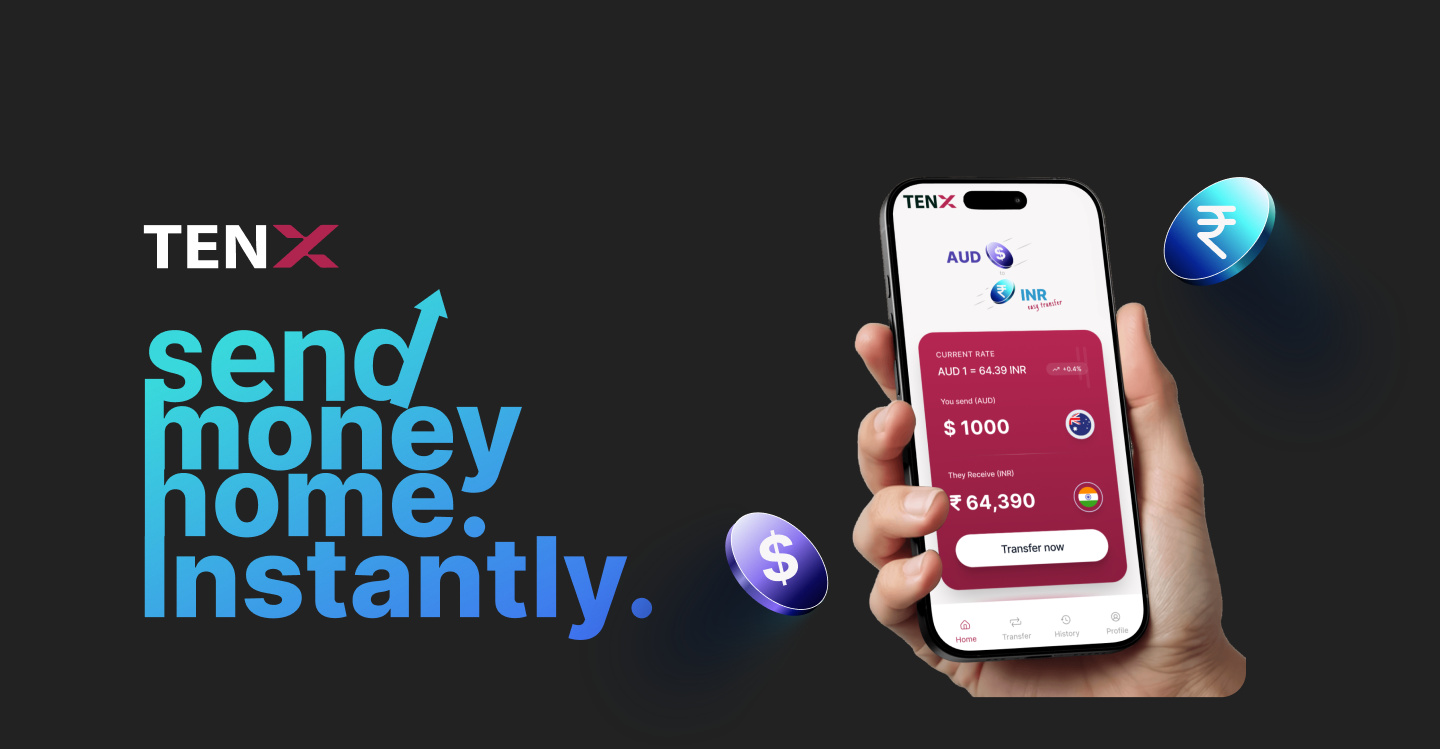 TENX
send
money
home.
Instantly.
TENX
AUD $
to
₹ INR
easy transfer
CURRENT RATE
AUD 1 = 64.39 INR
+0.4%
You send (AUD)
$ 1000
They Receive (INR)
₹ 64,390
Transfer now
Home
Transfer
History
Profile
$
₹